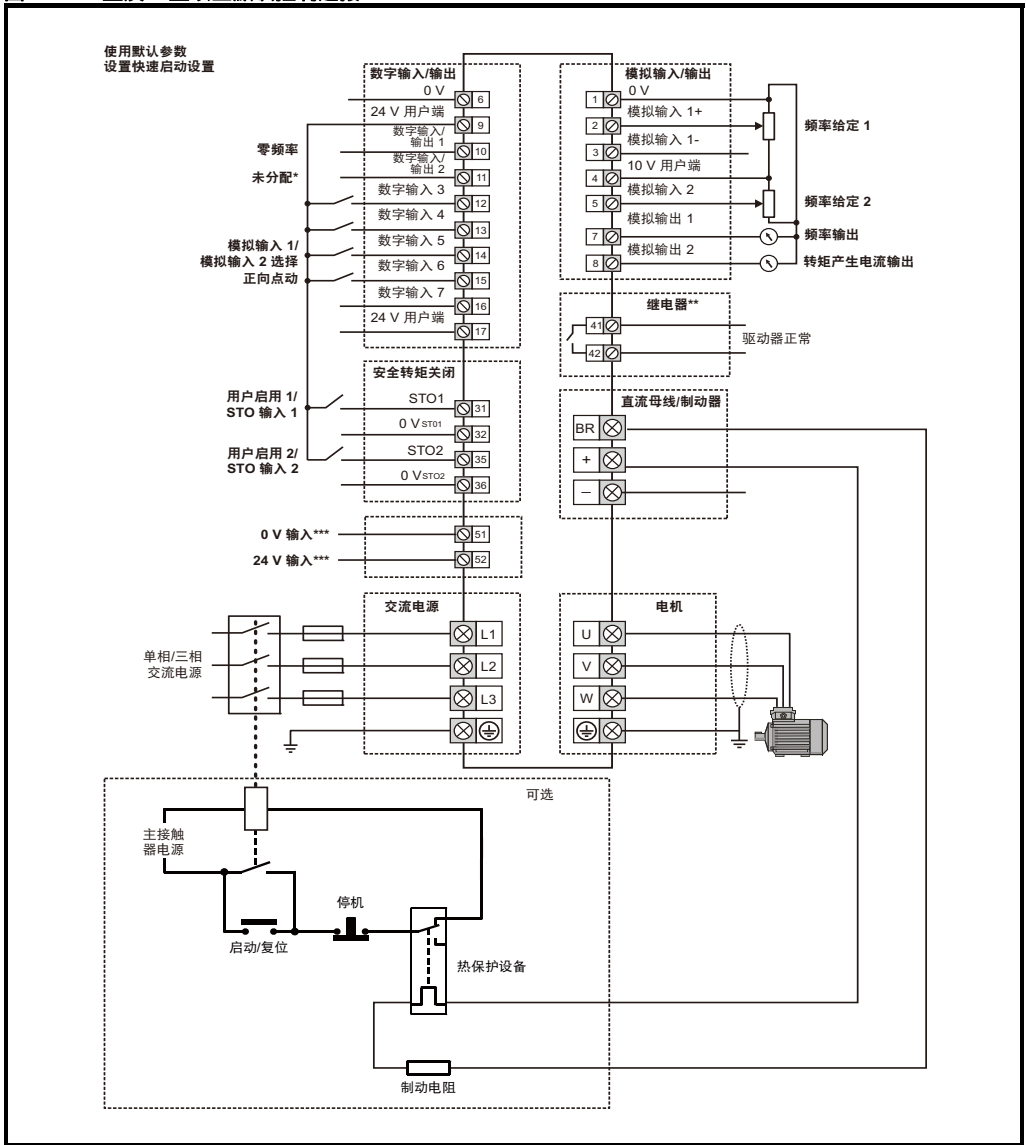 使用默认参数
设置快速启动设置
数字输入/输出
0 V
6
24 V 用户端
9
数字输入/
输出 1
零频率
10
数字输入/
输出 2
未分配*
11
数字输入 3
12
数字输入 4
13
数字输入 5
模拟输入 1/
模拟输入 2 选择
14
数字输入 6
正向点动
15
数字输入 7
16
24 V 用户端
17
模拟输入/输出
0 V
1
模拟输入 1+
2
频率给定 1
模拟输入 1-
3
10 V 用户端
4
模拟输入 2
5
频率给定 2
模拟输出 1
7
频率输出
模拟输出 2
8
转矩产生电流输出
继电器**
41
42
驱动器正常
安全转矩关闭
用户启用 1/
STO 输入 1
STO1
31
0 VSTO1
32
用户启用 2/
STO 输入 2
STO2
35
0 VSTO2
36
直流母线/制动器
BR
+
–
0 V 输入***
51
24 V 输入***
52
交流电源
单相/三相
交流电源
L1
L2
L3
电机
U
V
W
可选
主接触
器电源
启动/复位
停机
热保护设备
制动电阻